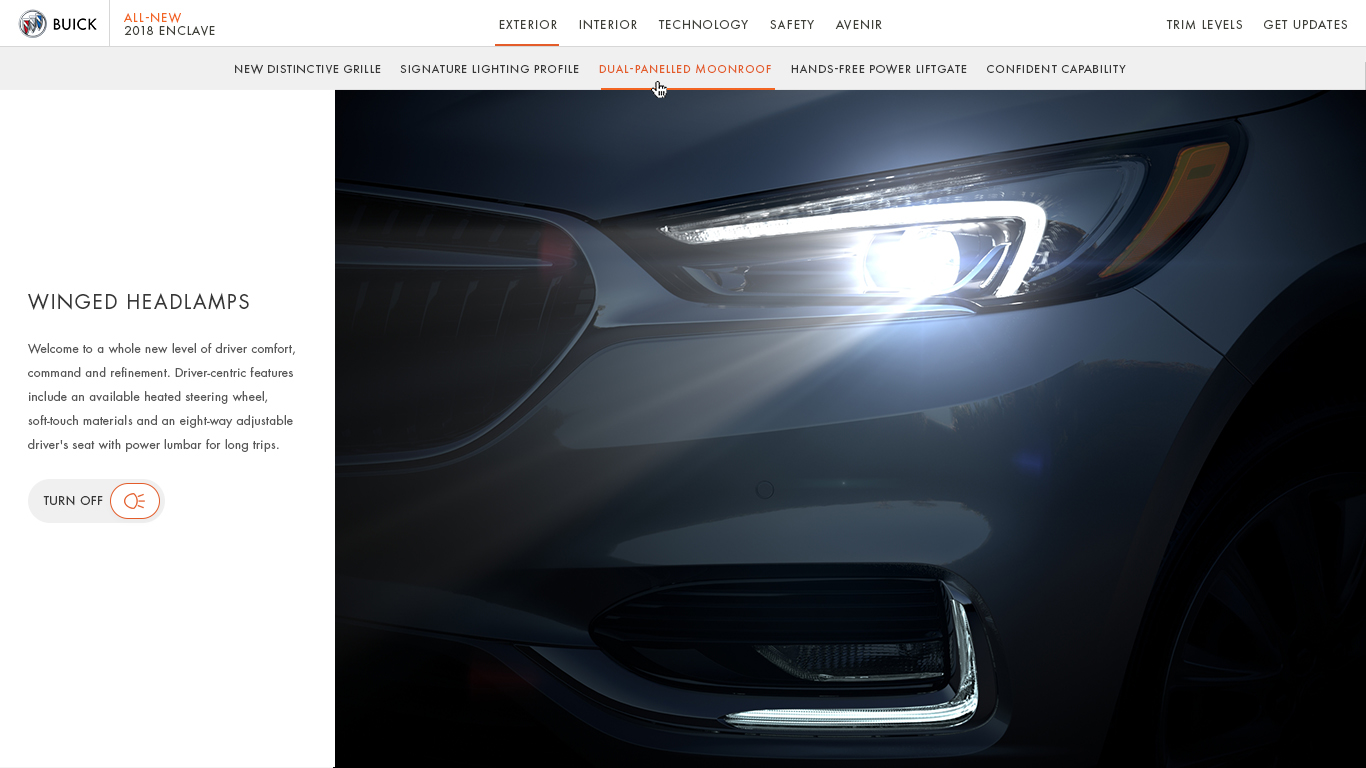 BUICK
ALL-NEW
2018 ENCLAVE
EXTERIOR INTERIOR TECHNOLOGY SAFETY AVENIR
TRIM LEVELS GET UPDATES
NEW DISTINCTIVE GRILLE SIGNATURE LIGHTING PROFILE DUAL-PANELLED MOONROOF HANDS-FREE POWER LIFTGATE CONFIDENT CAPABILITY
WINGED HEADLAMPS
Welcome to a whole new level of driver comfort,
command and refinement. Driver-centric features
include an available heated steering wheel,
soft-touch materials and an eight-way adjustable
driver's seat with power lumbar for long trips.
TURN OFF